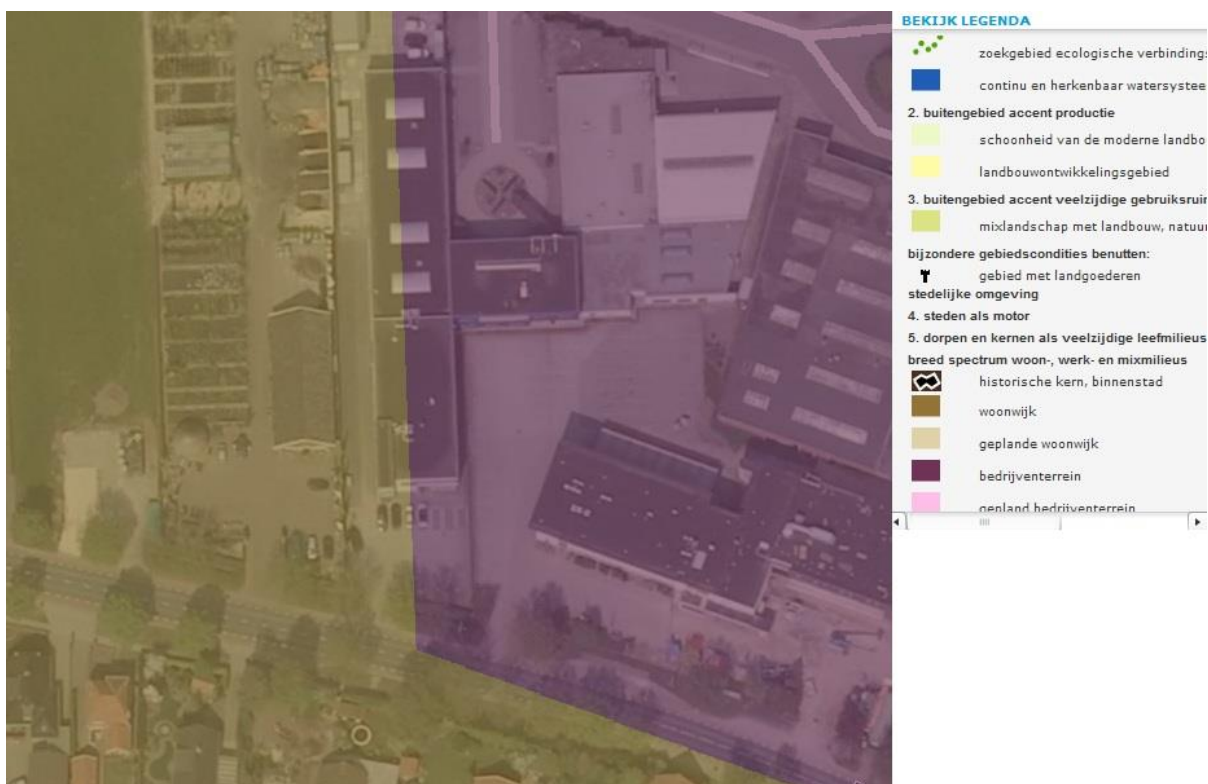 BEKIJK LEGENDA
zoekgebied ecologische verbindings
continu en herkenbaar watersystee
2. buitengebied accent productie
schoonheid van de moderne landbo
landbouwontwikkelingsgebied
3. buitengebied accent veelzijdige gebruiksruir
mixlandschap met landbouw, natuur
bijzondere gebiedscondities benutten:
gebied met landgoederen
stedelijke omgeving
4. steden als motor
5. dorpen en kernen als veelzijdige leefmilieus
breed spectrum woon-, werk- en mixmilieus
historische kern, binnenstad
woonwijk
geplande woonwijk
bedrijventerrein
gepland bedrijventerrein